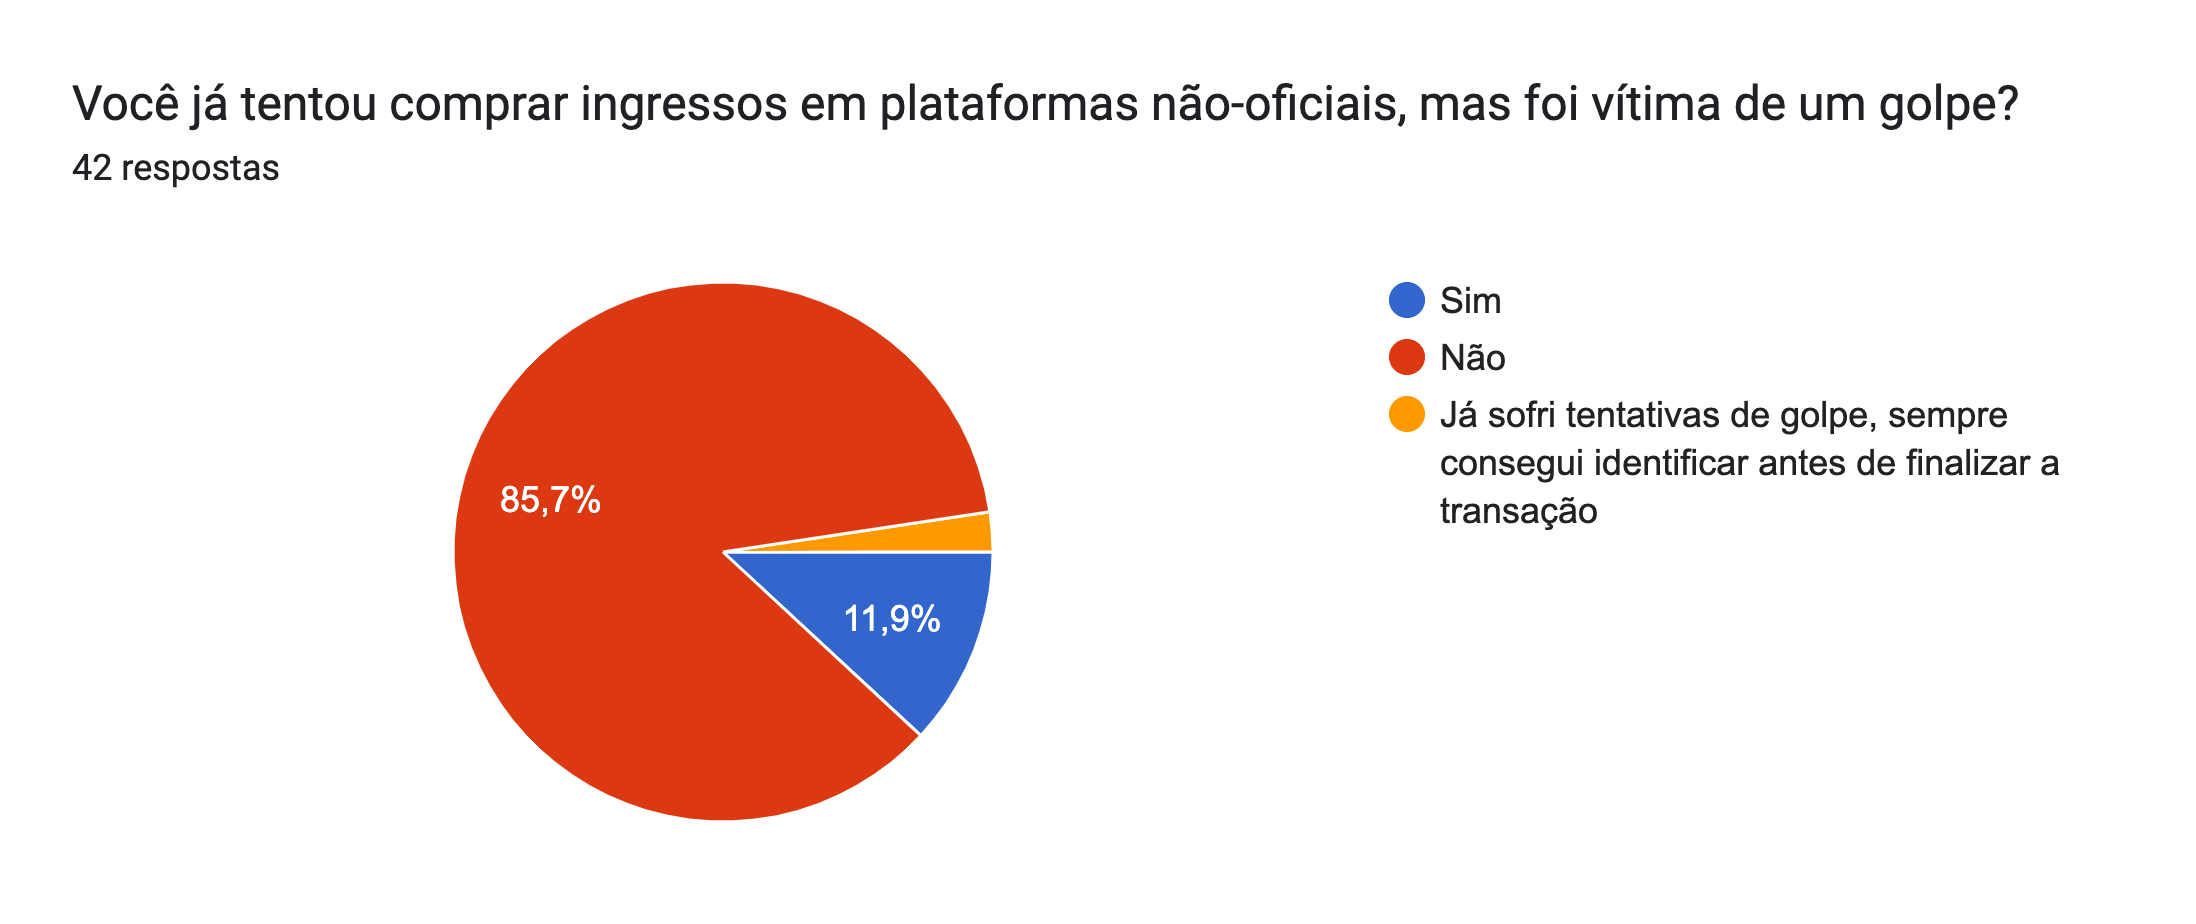 Você já tentou comprar ingressos em plataformas não-oficiais, mas foi vítima de um golpe?
42 respostas
Sim
Não
Já sofri tentativas de golpe, sempre
consegui identificar antes de finalizar a
transação
85,7%
11,9%